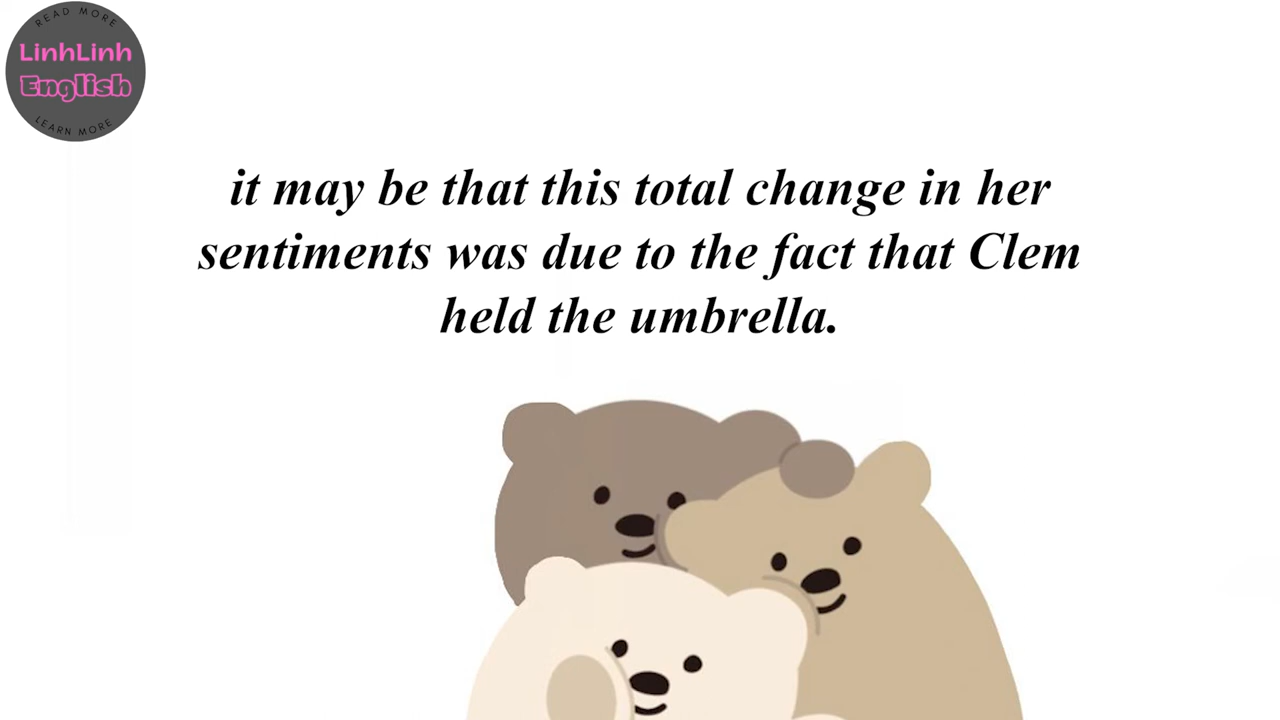 READ MORE
LinhLinh
English
LEARN MORE
it may be that this total change in her
sentiments was due to the fact that Clem
held the umbrella.